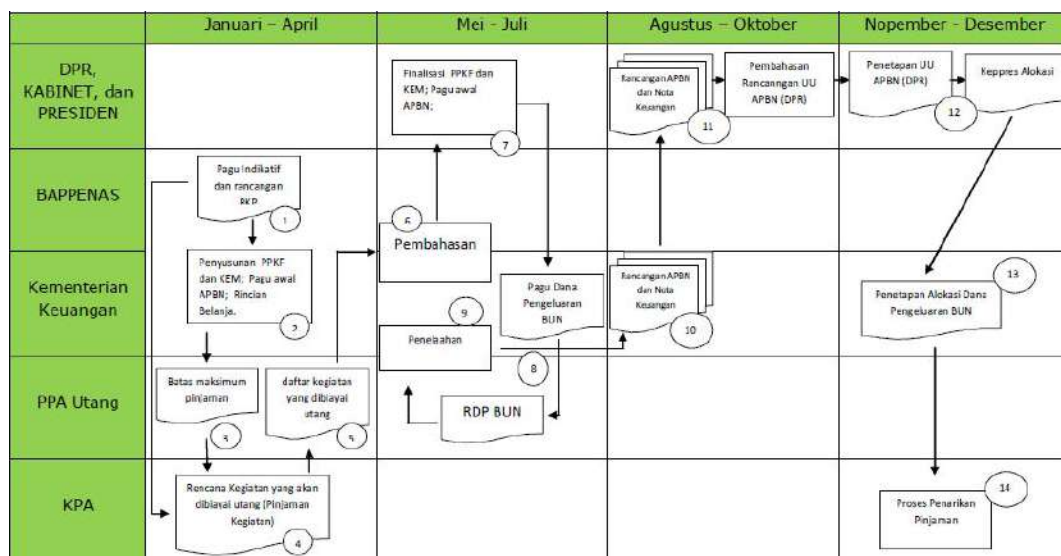 Januari – April
Mei - Juli
Agustus – Oktober
Nopember - Desember
DPR,
KABINET, dan
PRESIDEN
Finalisasi PPKF dan
KEM; Pagu awal
APBN;
7
Rancangan APBN
dan Nota
Keuangan
11
Pembahasan
Rancanngan UU
APBN (DPR)
Penetapan UU
APBN (DPR)
12
Keppres Alokasi
BAPPENAS
Pagu Indikatif
dan rancangan
RKP
1
6
Pembahasan
Kementerian
Keuangan
Penyusunan PPKF
dan KEM; Pagu awal
APBN; Rincian
Belanja.
2
9
Penelaahan
Pagu Dana
Pengeluaran
BUN
8
Rancangan APBN
dan Nota
Keuangan
10
13
Penetapan Alokasi Dana
Pengeluaran BUN
PPA Utang
Batas maksimum
pinjaman
3
daftar kegiatan
yang dibiayai
utang
5
RDP BUN
KPA
Rencana Kegiatan yang akan
dibiayai utang (Pinjaman
Kegiatan)
4
14
Proses Penarikan
Pinjaman